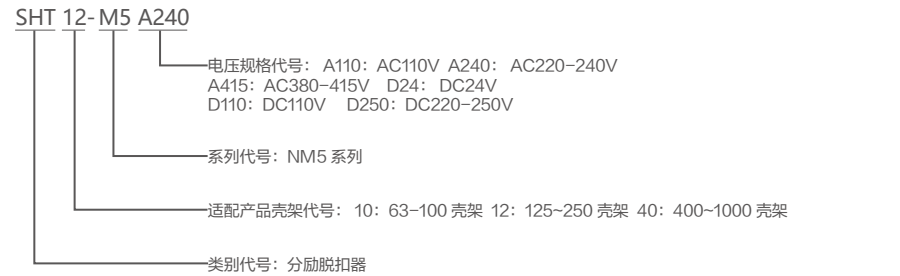 SHT 12-M5 A240
电压规格代号： A110：AC110V A240： AC220-240V
A415：AC380-415V D24： DC24V
D110：DC110V D250：DC220-250V
系列代号：NM5 系列
适配产品壳架代号： 10：63-100 壳架 12：125~250 壳架 40：400~1000 壳架
类别代号：分励脱扣器